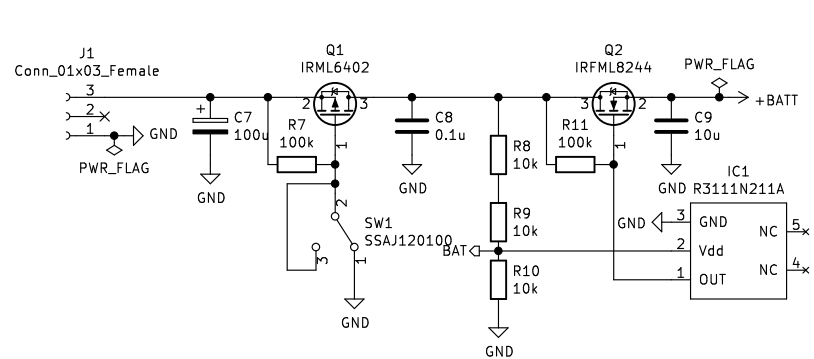 J1
Conn_01x03_Female
3
2
1
PWR_FLAG
GND
+
C7
100u
GND
Q1
IRML6402
2
3
1
R7
100k
2
SW1
SSAJ120100
3
1
GND
C8
0.1u
GND
R8
10k
R9
10k
BAT
R10
10k
GND
Q2
IRFML8244
3
2
1
R11
100k
PWR_FLAG
+BATT
C9
10u
GND
IC1
R3111N211A
GND
3
GND
NC
5
2
Vdd
1
OUT
NC
4